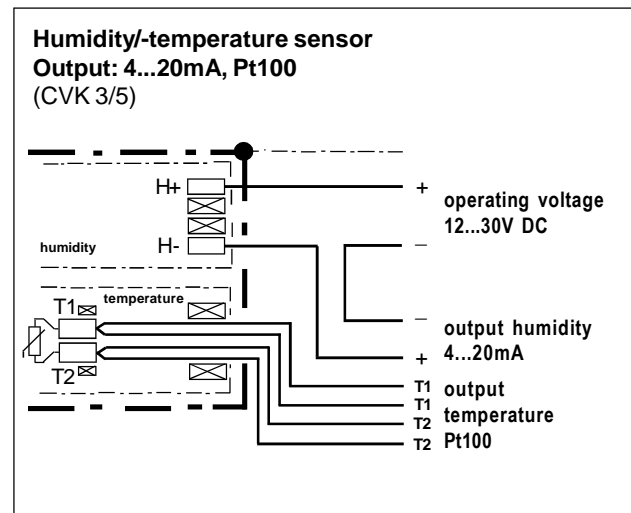 Humidity/-temperature sensor
Output: 4...20mA, Pt100
(CVK 3/5)
H+
+
operating voltage
12...30V DC
humidity
H-
–
temperature
T1
–
output humidity
4...20mA
+
T2
T1
output
T1
temperature
T2
T2
Pt100